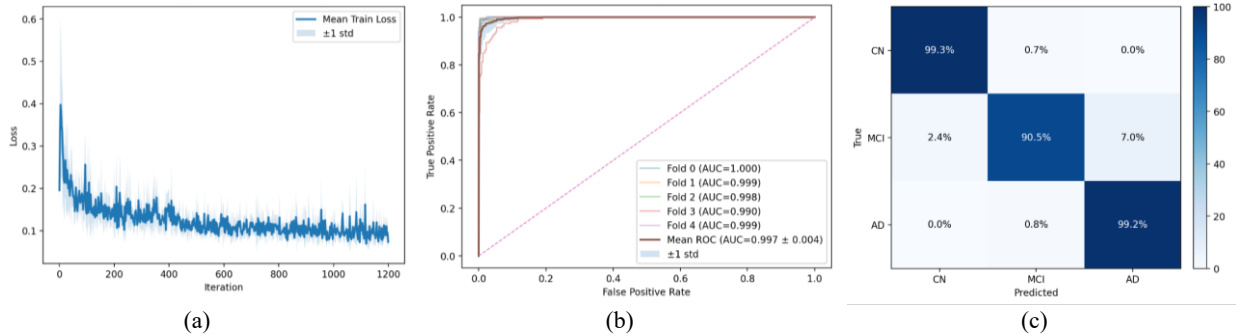 0.6
0.5
0.4
0.3
0.2
0.1
Loss
0 200 400 600 800 1000 1200
Iteration
Mean Train Loss
±1 std
(a)
1.0
0.8
0.6
0.4
0.2
0.0
True Positive Rate
0.0 0.2 0.4 0.6 0.8 1.0
False Positive Rate
Fold 0 (AUC=1.000)
Fold 1 (AUC=0.999)
Fold 2 (AUC=0.998)
Fold 3 (AUC=0.990)
Fold 4 (AUC=0.999)
Mean ROC (AUC=0.997 ± 0.004)
±1 std
(b)
CN 99.3% 0.7% 0.0%
True
MCI 2.4% 90.5% 7.0%
AD 0.0% 0.8% 99.2%
CN MCI AD
Predicted
100
80
60
40
20
0
(c)